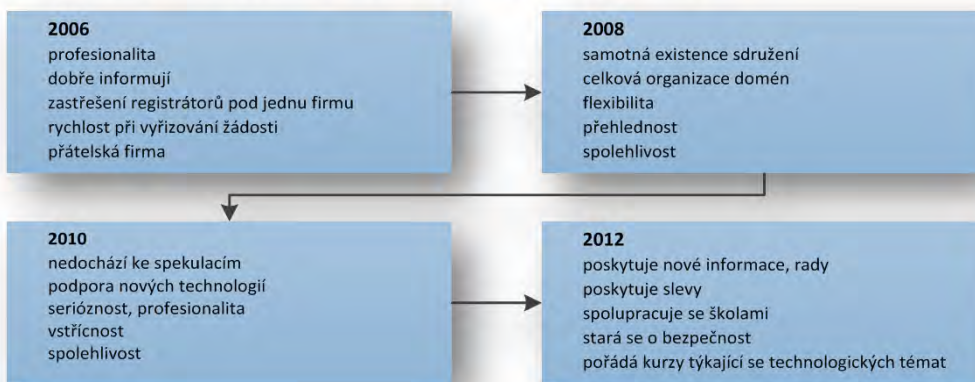 2006
profesionalita
dobře informují
zastřešení registrátorů pod jednu firmu
rychlost při vyřizování žádosti
přátelská firma
2008
samotná existence sdružení
celková organizace domén
flexibilita
přehlednost
spolehlivost
2010
nedochází ke spekulacím
podpora nových technologií
serióznost, profesionalita
vstřícnost
spolehlivost
2012
poskytuje nové informace, rady
poskytuje slevy
spolupracuje se školami
stará se o bezpečnost
pořádá kurzy týkající se technologických témat